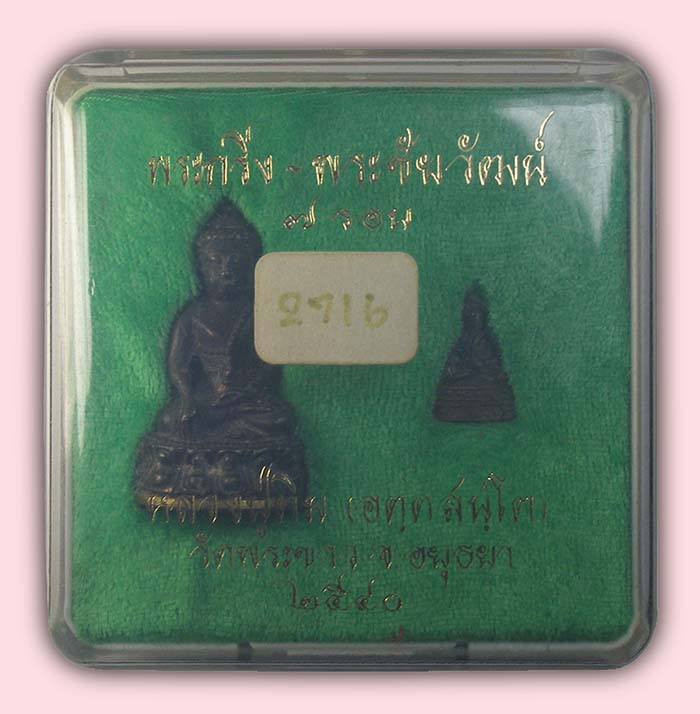 พระกริ่ง - พระชัยวัฒน์
๗ รอบ
2916
หลวงปู่ทิม (อตฺตสนฺโต)
วัดพระขาว จ อยุธยา
๒๕๔๐